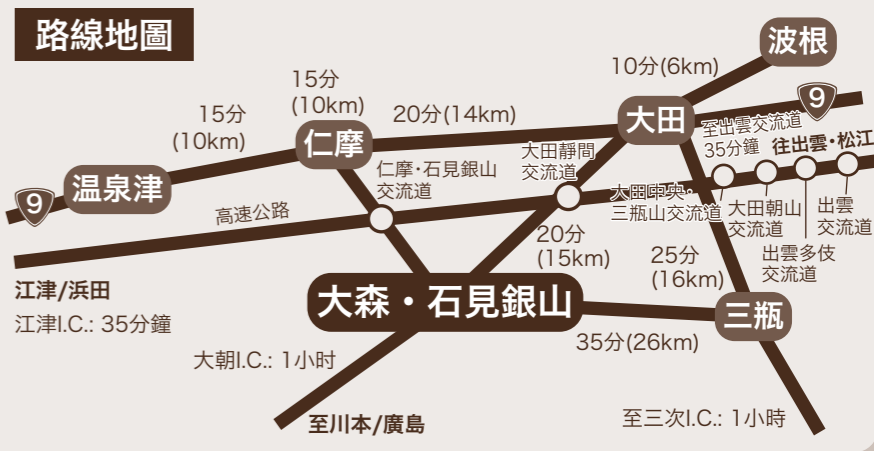 路線地圖
波根
10分(6km)
15分
(10km)
9
15分
(10km)
20分(14km)
大田
至出雲交流道
35分鐘
往出雲・松江
仁摩
大田靜間
交流道
仁摩・石見銀山
交流道
温泉津
9
高速公路
大田中央・
三瓶山交流道
大田朝山
交流道
出雲
交流道
出雲多伎
交流道
20分
(15km)
25分
(16km)
江津/浜田
江津I.C.: 35分鐘
大森・石見銀山
三瓶
35分(26km)
大朝I.C.: 1小时
至川本/廣島
至三次I.C.: 1小時